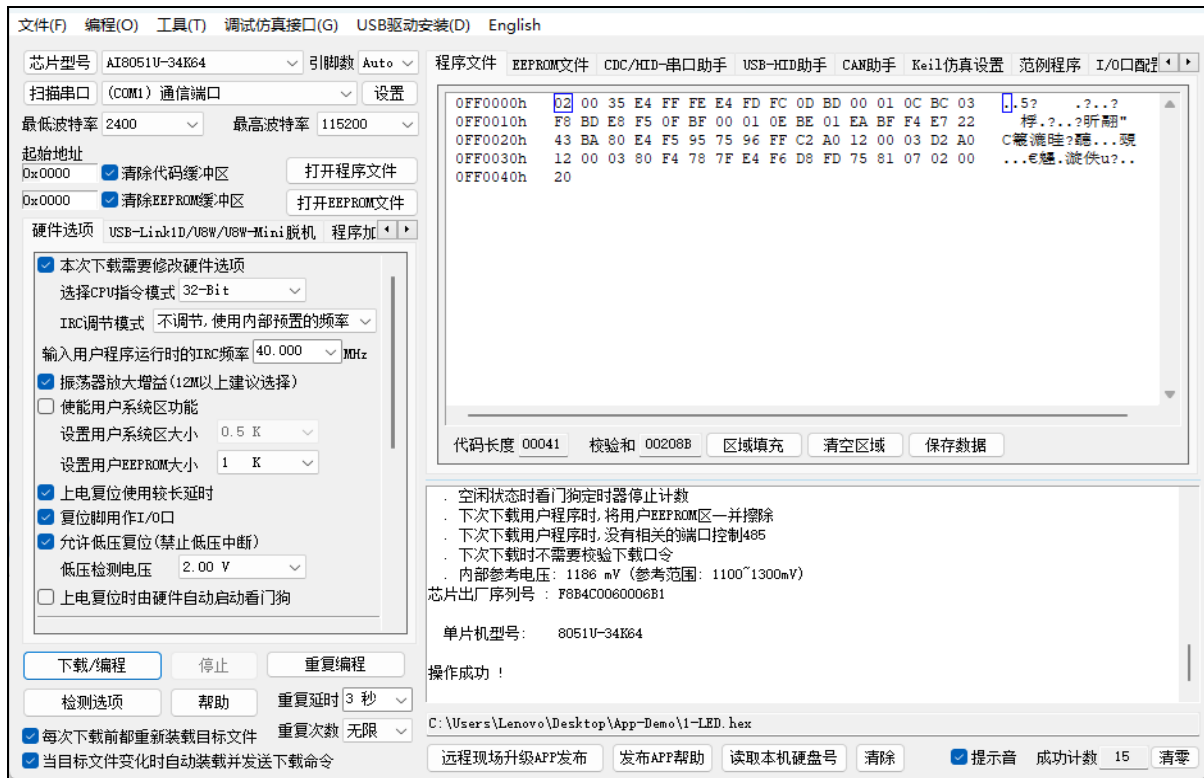 文件(F) 编程(O) 工具(T) 调试仿真接口(G) USB驱动安装(D) English
芯片型号 AI8051U-34K64 引脚数 Auto
扫描串口 (COM1) 通信端口 设置
最低波特率 2400 最高波特率 115200
起始地址
0x0000 清除代码缓冲区 打开程序文件
0x0000 清除EEPROM缓冲区 打开EEPROM文件
硬件选项 USB-Link1D/U8W/U8W-Mini脱机 程序加
本次下载需要修改硬件选项
选择CPU指令模式 32-Bit
IRC调节模式 不调节,使用内部预置的频率
输入用户程序运行时的IRC频率 40.000 MHz
振荡器放大增益(12M以上建议选择)
使能用户系统区功能
设置用户系统区大小 0.5 K
设置用户EEPROM大小 1 K
上电复位使用较长延时
复位脚用作I/O口
允许低压复位(禁止低压中断)
低压检测电压 2.00 V
上电复位时由硬件自动启动看门狗
下载/编程 停止 重复编程
检测选项 帮助 重复延时 3 秒
每次下载前都重新装载目标文件 重复次数 无限
当目标文件变化时自动装载并发送下载命令
程序文件 EEPROM文件 CDC/HID-串口助手 USB-HID助手 CAN助手 Keil仿真设置 范例程序 I/O口配
0FF0000h 02 00 35 E4 FF FE E4 FD FC 0D BD 00 01 0C BC 03 ..5? .?..?
0FF0010h F8 BD E8 F5 0F BF 00 01 0E BE 01 EA BF F4 E7 22
0FF0020h 43 BA 80 E4 F5 95 75 96 FF C2 A0 12 00 03 D2 A0
0FF0030h 12 00 03 80 F4 78 7F E4 F6 D8 FD 75 81 07 02 00
0FF0040h 20
代码长度 00041 校验和 00208B 区域填充 清空区域 保存数据
. 空闲状态时看门狗定时器停止计数
. 下次下载用户程序时,将用户EEPROM区一并擦除
. 下次下载用户程序时,没有相关的端口控制485
. 下次下载时不需要校验下载口令
. 内部参考电压: 1186 mV (参考范围: 1100~1300mV)
芯片出厂序列号 : F8B4C0060006B1
单片机型号: 8051U-34K64
操作成功 !
C:\Users\Lenovo\Desktop\App-Demo\1-LED.hex
远程现场升级APP发布 发布APP帮助 读取本机硬盘号 清除 提示音 成功计数 15 清零